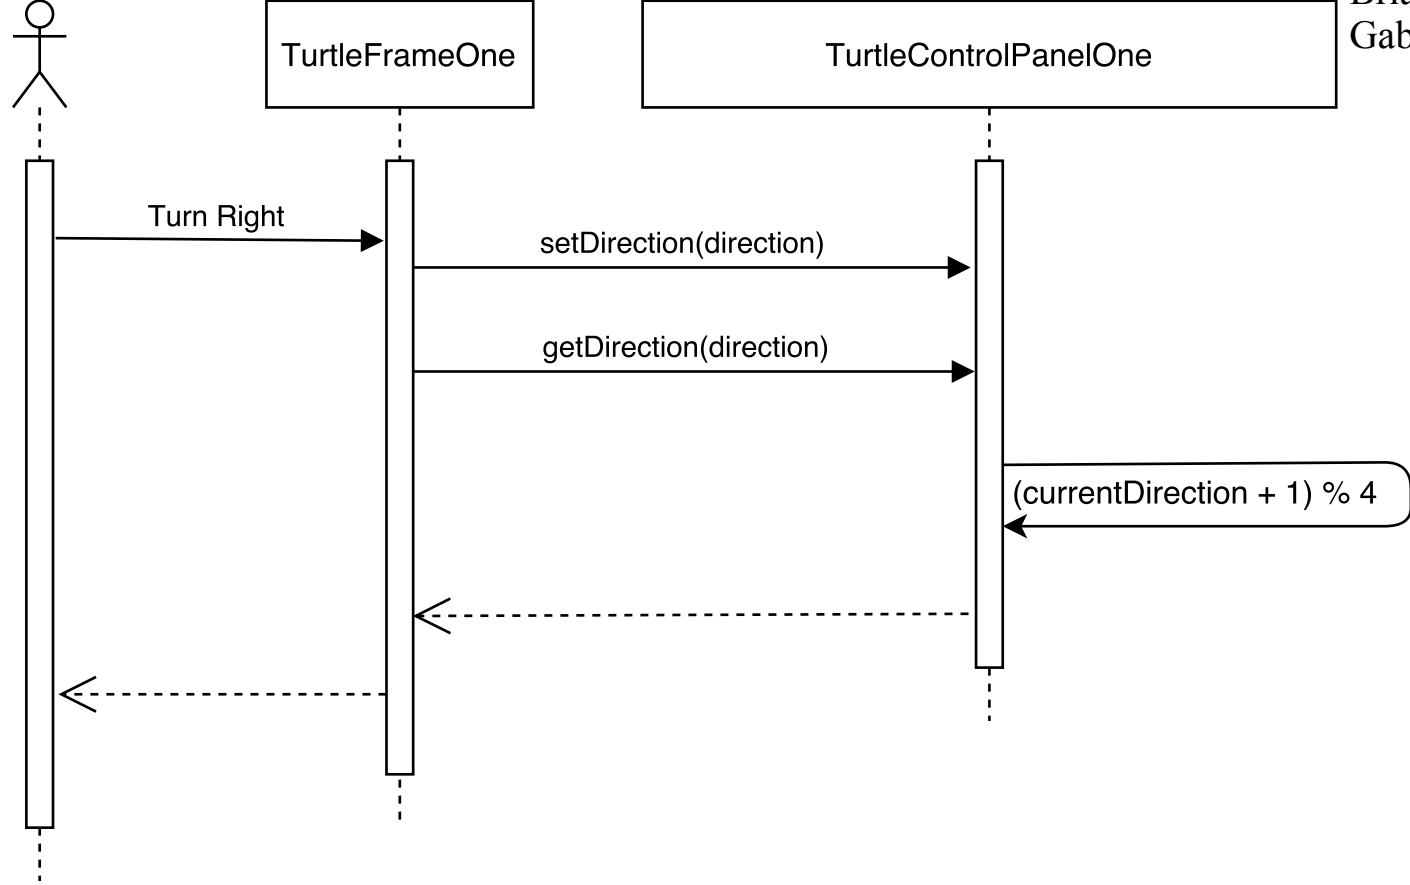 TurtleFrameOne
TurtleControlPanelOne
Turn Right
setDirection(direction)
getDirection(direction)
(currentDirection + 1) % 4